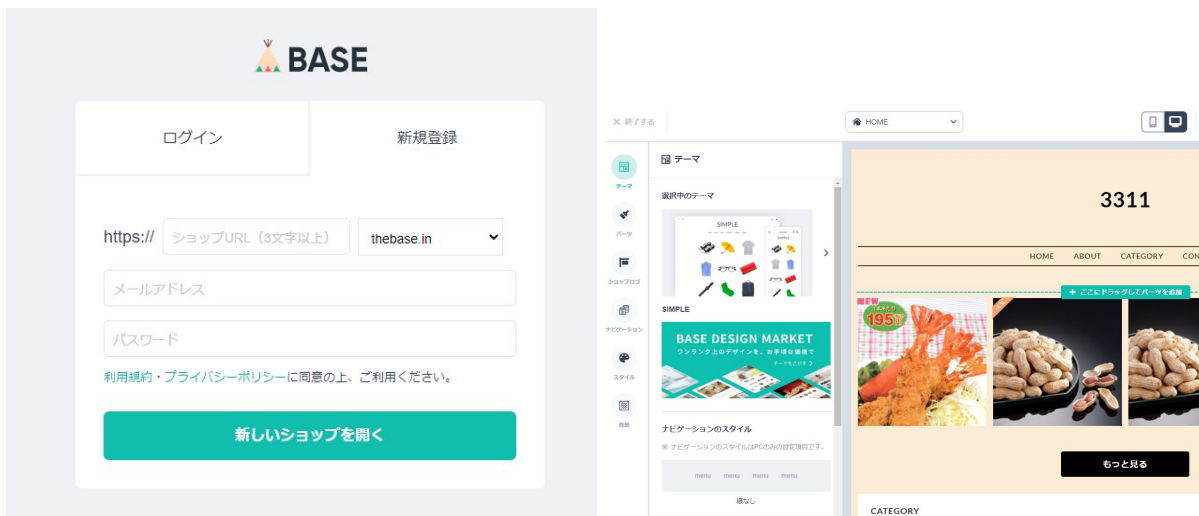 BASE
ログイン
新規登録
https://
ショップURL（3文字以上）
thebase.in
メールアドレス
パスワード
利用規約・プライバシーポリシーに同意の上、ご利用ください。
新しいショップを開く
× 終了する
HOME
テーマ
パーツ
ショップロゴ
ナビゲーション
スタイル
背景
テーマ
選択中のテーマ
SIMPLE
SIMPLE
BASE DESIGN MARKET
ワンランク上のデザインを、お手頃な価格で
テーマをさがす >
ナビゲーションのスタイル
※ ナビゲーションのスタイルはPCのみの設定項目です。
menu menu menu menu
線なし
3311
HOME ABOUT CATEGORY CON
+ ここにドラッグしてパーツを追加
NEW
195
もっと見る
CATEGORY